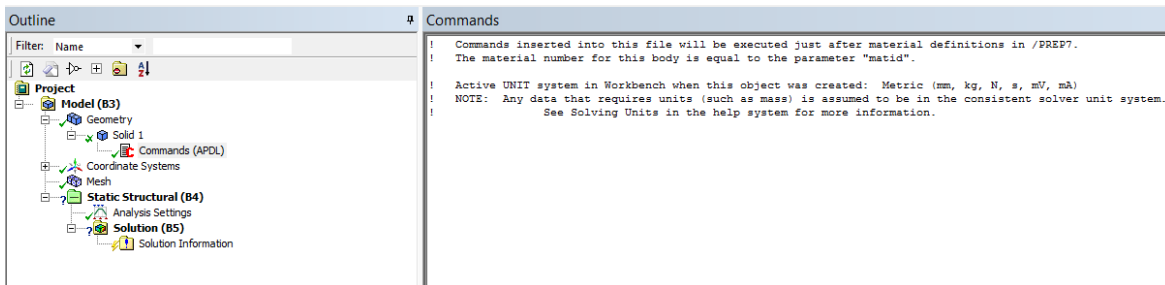 Outline
Filter: Name
Project
Model (B3)
Geometry
Solid 1
Commands (APDL)
Coordinate Systems
Mesh
Static Structural (B4)
Analysis Settings
Solution (B5)
Solution Information
Commands
! Commands inserted into this file will be executed just after material definitions in /PREP7.
! The material number for this body is equal to the parameter "matid".
! Active UNIT system in Workbench when this object was created: Metric (mm, kg, N, s, mV, mA)
! NOTE: Any data that requires units (such as mass) is assumed to be in the consistent solver unit system.
! See Solving Units in the help system for more information.